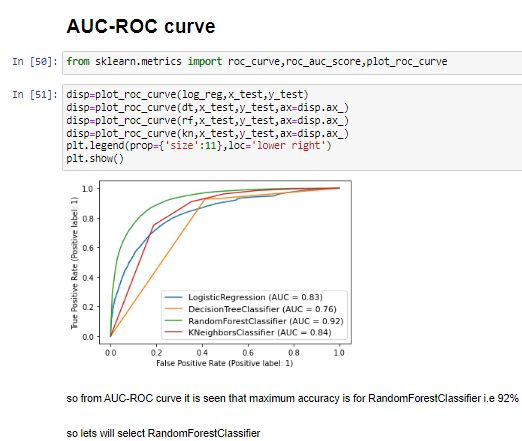 AUC-ROC curve
In [50]: from sklearn.metrics import roc_curve,roc_auc_score,plot_roc_curve
In [51]: disp=plot_roc_curve(log_reg,x_test,y_test)
disp=plot_roc_curve(dt,x_test,y_test,ax=disp.ax_)
disp=plot_roc_curve(rf,x_test,y_test,ax=disp.ax_)
disp=plot_roc_curve(kn,x_test,y_test,ax=disp.ax_)
plt.legend(prop={'size':11},loc='lower right')
plt.show()
True Positive Rate (Positive label: 1)
1.0
0.8
0.6
0.4
0.2
0.0
LogisticRegression (AUC = 0.83)
DecisionTreeClassifier (AUC = 0.76)
RandomForestClassifier (AUC = 0.92)
KNeighborsClassifier (AUC = 0.84)
0.0 0.2 0.4 0.6 0.8 1.0
False Positive Rate (Positive label: 1)
so from AUC-ROC curve it is seen that maximum accuracy is for RandomForestClassifier i.e 92%
so lets will select RandomForestClassifier